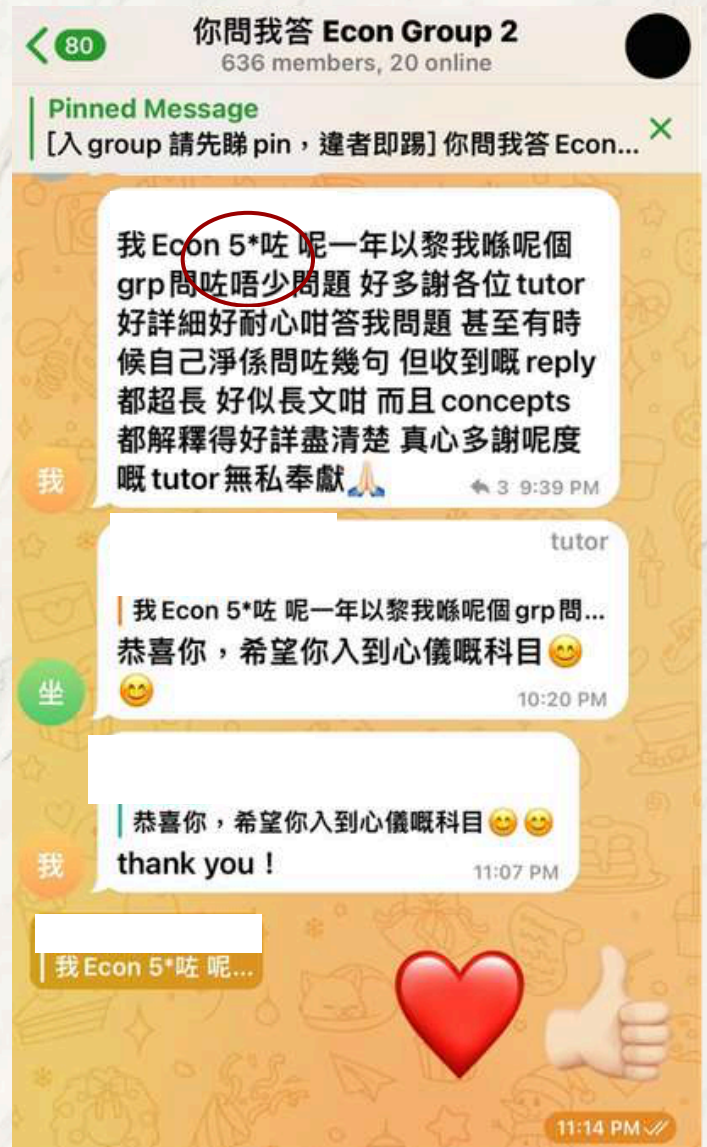 80
你問我答 Econ Group 2
636 members, 20 online
Pinned Message
[入 group 請先睇 pin，違者即踢] 你問我答 Econ...
我 Econ 5*咗 呢一年以黎我喺呢個
grp 問咗唔少問題 好多謝各位 tutor
好詳細好耐心咁答我問題 甚至有時
候自己淨係問咗幾句 但收到嘅 reply
都超長 好似長文咁 而且 concepts
都解釋得好詳盡清楚 真心多謝呢度
嘅 tutor 無私奉獻🙏🏻
3 9:39 PM
我
tutor
我 Econ 5*咗 呢一年以黎我喺呢個 grp 問...
恭喜你，希望你入到心儀嘅科目😊
😊
10:20 PM
坐
恭喜你，希望你入到心儀嘅科目😊😊
thank you！
11:07 PM
我
我 Econ 5*咗 呢...
11:14 PM